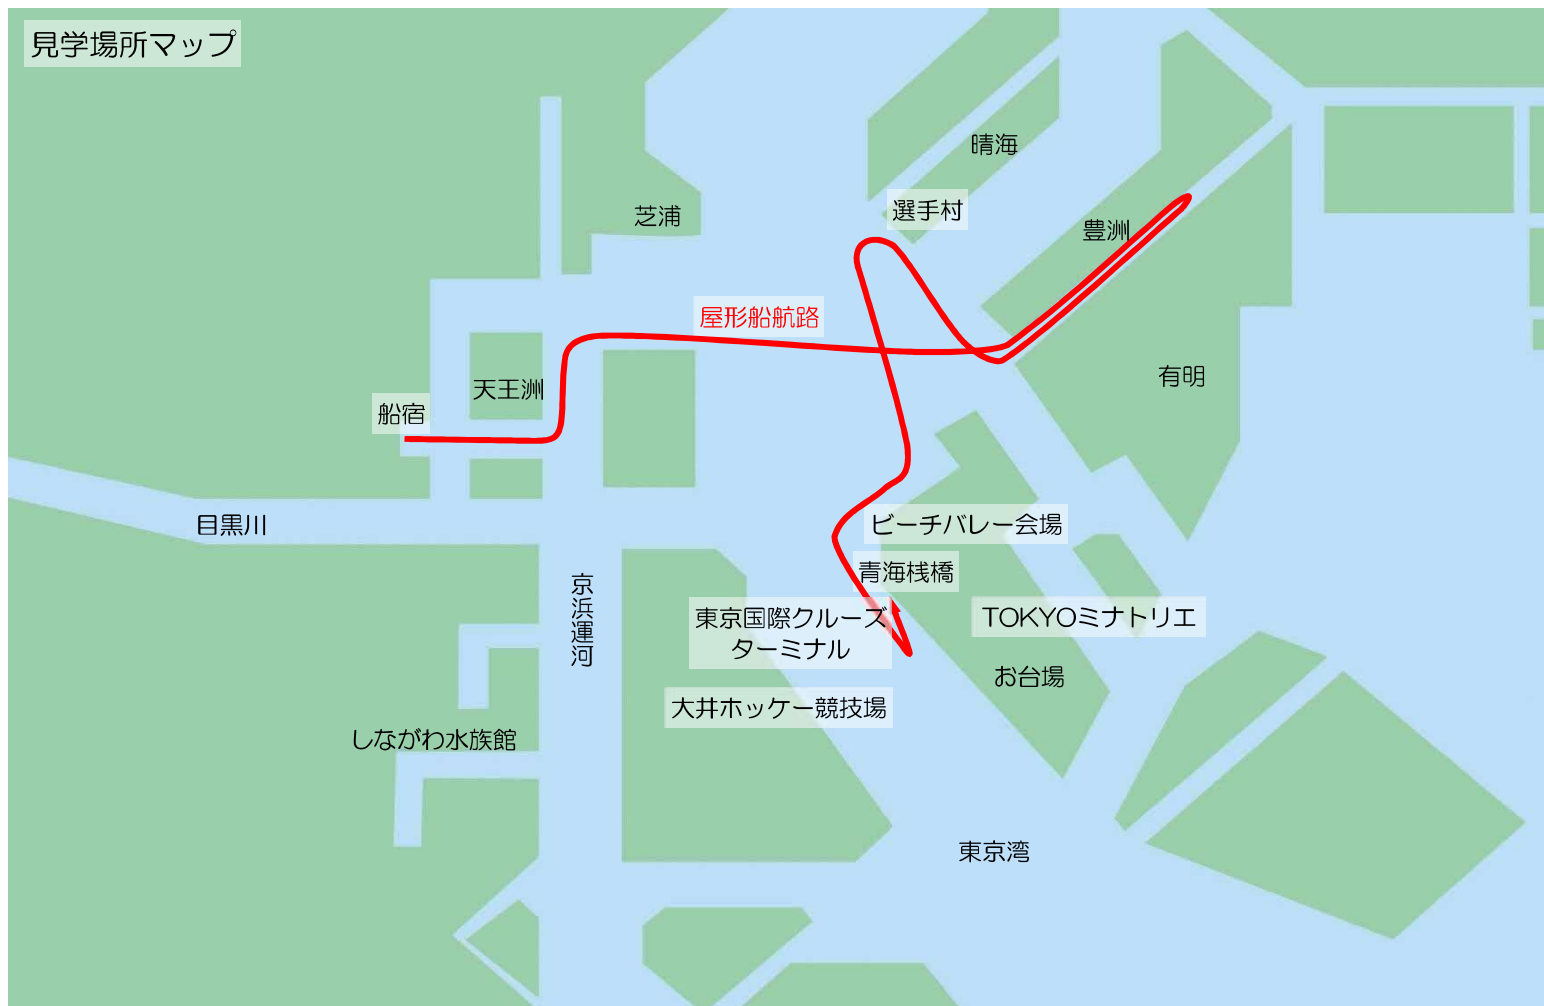 見学場所マップ
晴海
選手村
芝浦
豊洲
屋形船航路
有明
天王洲
船宿
目黒川
ビーチバレー会場
青海桟橋
京浜運河
東京国際クルーズ
ターミナル
TOKYOミナトリエ
お台場
大井ホッケー競技場
しながわ水族館
東京湾